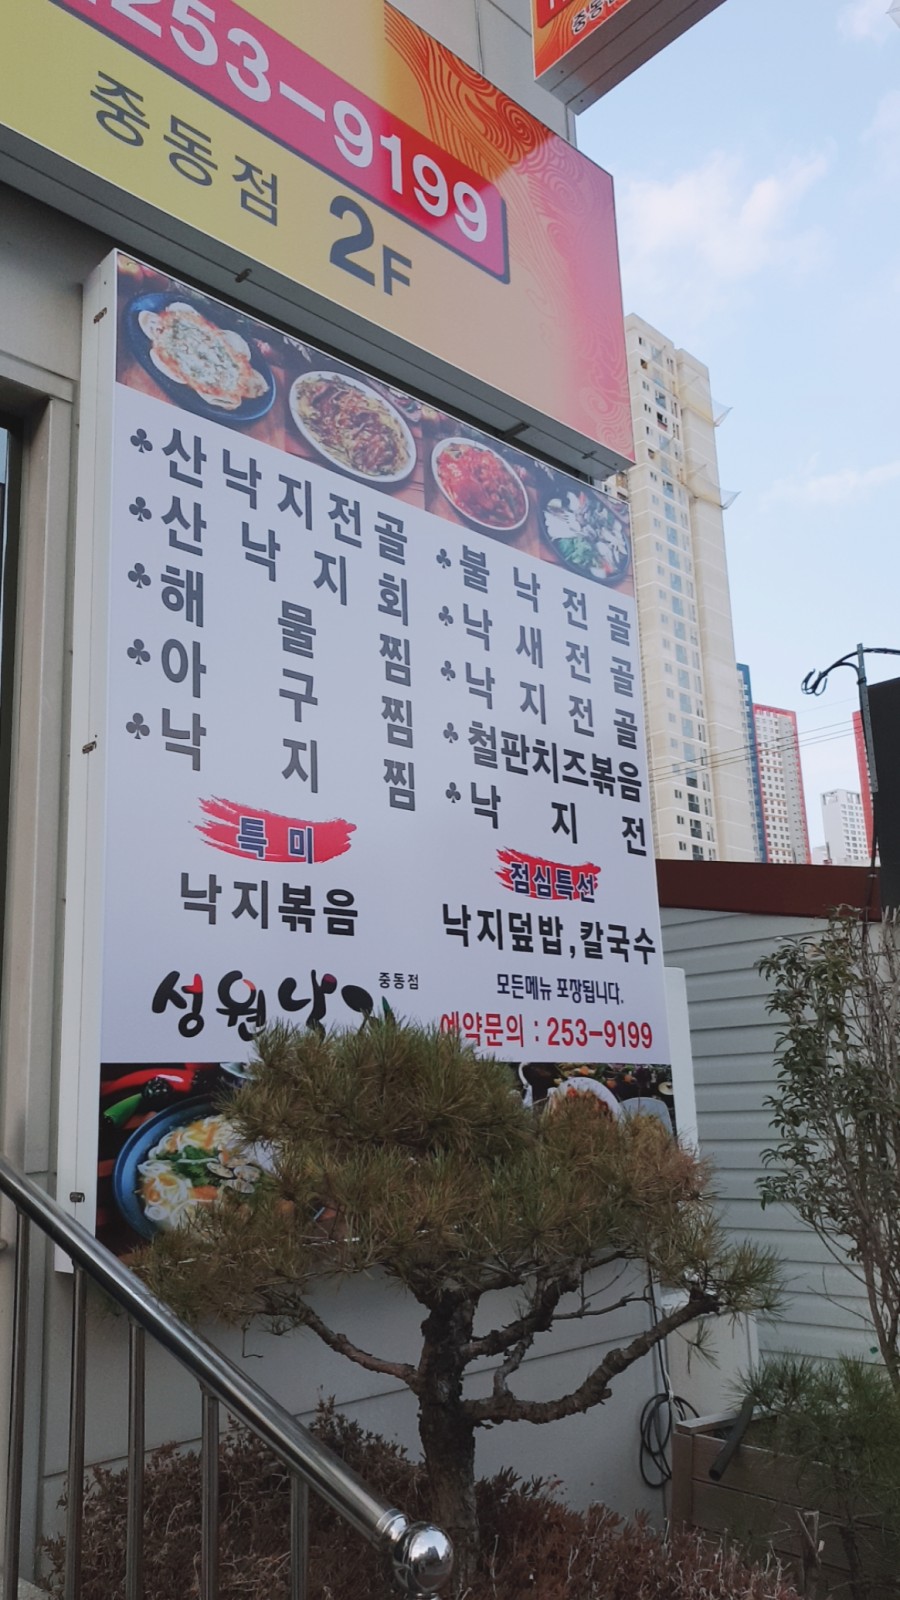 253-9199
중동점 2F
♣산낙지전골
♣산낙지회
♣해물찜
♣아구찜
♣낙지찜
특미
낙지볶음
♣불낙전골
♣낙새전골
♣낙지전골
♣철판치즈볶음
♣낙지전
점심특선
낙지덮밥,칼국수
모든메뉴 포장됩니다.
예약문의 : 253-9199
성원낙지 중동점